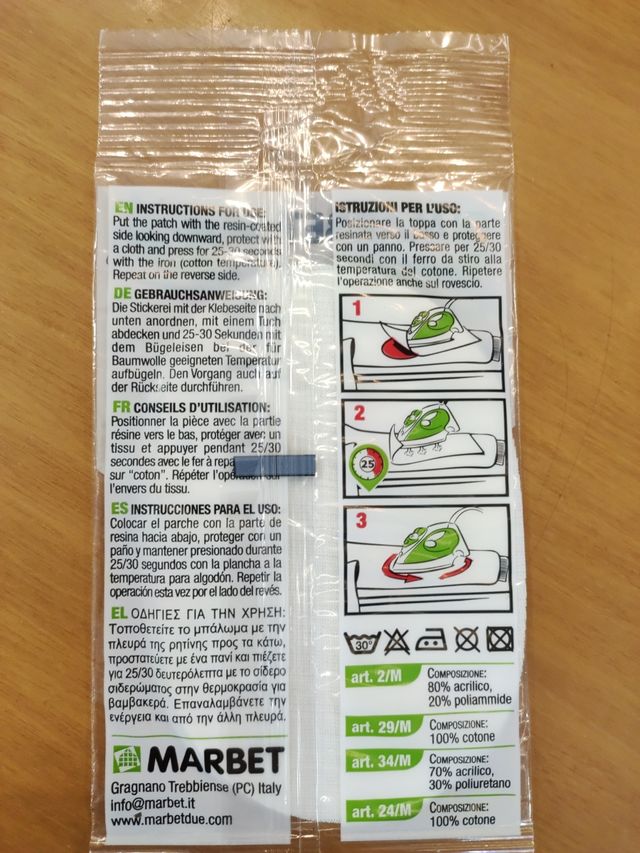 EN INSTRUCTIONS FOR USE:
Put the patch with the resin-coated
side looking downward, protect with
a cloth and press for 25-30 seconds
with the iron (cotton temperature).
Repeat on the reverse side.
DE GEBRAUCHSANWEISUNG:
Die Stickerei mit der Klebeseite nach
unten anordnen, mit einem Tuch
abdecken und 25-30 Sekunden mit
dem Bügeleisen bei der für
Baumwolle geeigneten Temperatur
aufbügeln. Den Vorgang auch auf
der Rückseite durchführen.
FR CONSEILS D'UTILISATION:
Positionner la pièce avec la partie
résine vers le bas, protéger avec un
tissu et appuyer pendant 25/30
secondes avec le fer à repa
sur "coton". Répéter l'opération sur
l'envers du tissu.
ES INSTRUCCIONES PARA EL USO:
Colocar el parche con la parte de
resina hacia abajo, proteger con un
paño y mantener presionado durante
25/30 segundos con la plancha a la
temperatura para algodón. Repetir la
operación esta vez por el lado del revés.
EL ΟΔΗΓΙΕΣ ΓΙΑ ΤΗΝ ΧΡΗΣΗ:
Τοποθετείτε το μπάλωμα με την
πλευρά της ρητίνης προς τα κάτω,
προστατεύετε με ένα πανί και πιέζετε
για 25/30 δευτερόλεπτα με το σίδερο
σιδερώματος στην θερμοκρασία για
βαμβακερά. Επαναλαμβάνετε την
ενέργεια και από την άλλη πλευρά.
MARBET
Gragnano Trebbiense (PC) Italy
info@marbet.it
www.marbetdue.com
ISTRUZIONI PER L'USO:
Posizionare la toppa con la parte
resinata verso il basso e proteggere
con un panno. Pressare per 25/30
secondi con il ferro da stiro alla
temperatura del cotone. Ripetere
l'operazione anche sul rovescio.
1
2
25
3
30°
art. 2/M COMPOSIZIONE:
80% acrilico,
20% poliammide
art. 29/M COMPOSIZIONE:
100% cotone
art. 34/M COMPOSIZIONE:
70% acrilico,
30% poliuretano
art. 24/M COMPOSIZIONE:
100% cotone